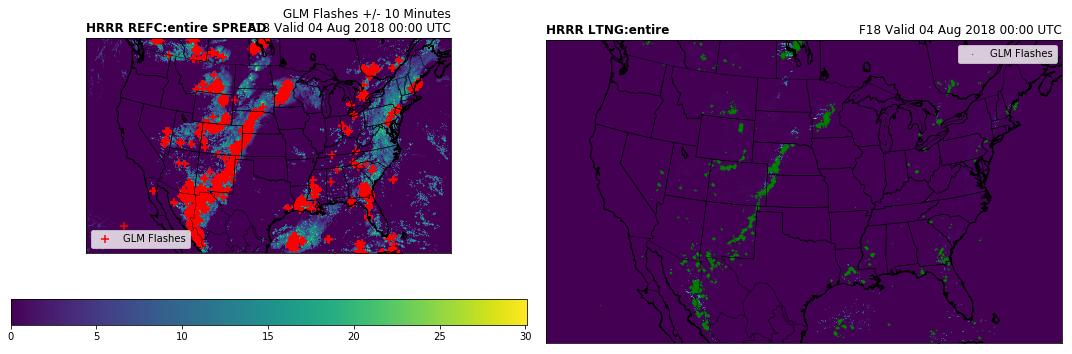 GLM Flashes +/- 10 Minutes
HRRR REFC:entire SPREAD
F18 Valid 04 Aug 2018 00:00 UTC
GLM Flashes
0 5 10 15 20 25 30
HRRR LTNG:entire
F18 Valid 04 Aug 2018 00:00 UTC
GLM Flashes